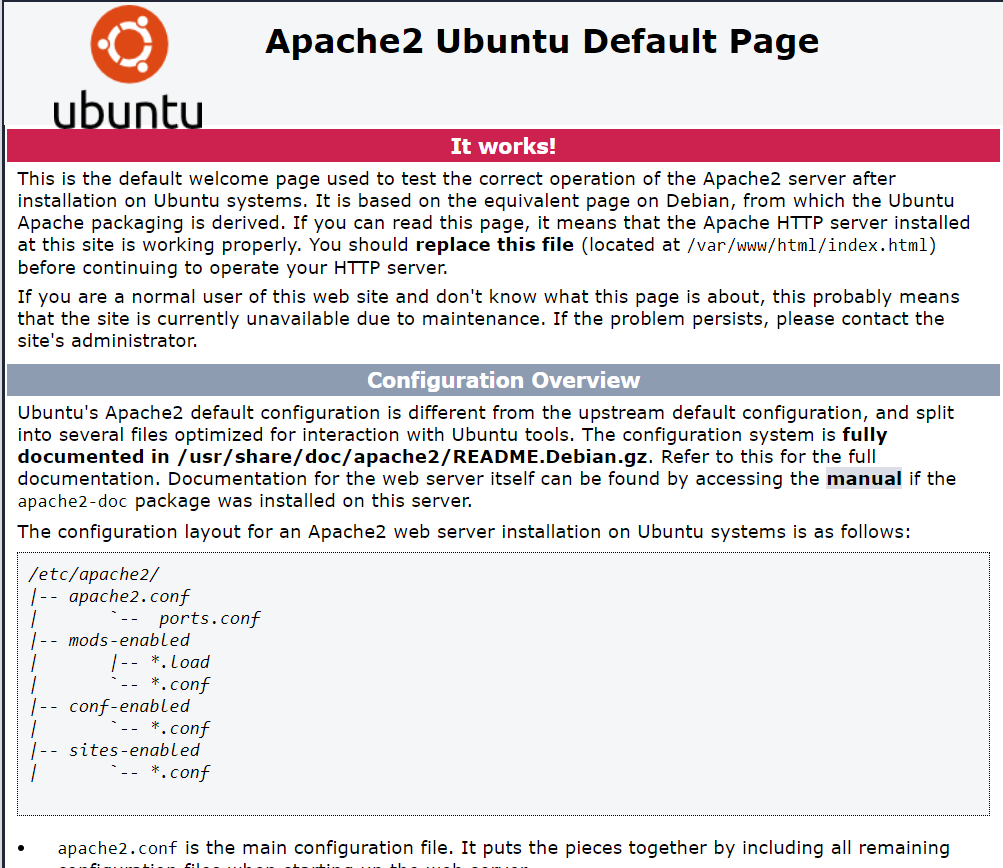 ubuntu
Apache2 Ubuntu Default Page
It works!
This is the default welcome page used to test the correct operation of the Apache2 server after
installation on Ubuntu systems. It is based on the equivalent page on Debian, from which the Ubuntu
Apache packaging is derived. If you can read this page, it means that the Apache HTTP server installed
at this site is working properly. You should replace this file (located at /var/www/html/index.html)
before continuing to operate your HTTP server.
If you are a normal user of this web site and don't know what this page is about, this probably means
that the site is currently unavailable due to maintenance. If the problem persists, please contact the
site's administrator.
Configuration Overview
Ubuntu's Apache2 default configuration is different from the upstream default configuration, and split
into several files optimized for interaction with Ubuntu tools. The configuration system is fully
documented in /usr/share/doc/apache2/README.Debian.gz. Refer to this for the full
documentation. Documentation for the web server itself can be found by accessing the manual if the
apache2-doc package was installed on this server.
The configuration layout for an Apache2 web server installation on Ubuntu systems is as follows:
/etc/apache2/
|-- apache2.conf
|       `--  ports.conf
|-- mods-enabled
|       |-- *.load
|       `-- *.conf
|-- conf-enabled
|       `-- *.conf
|-- sites-enabled
|       `-- *.conf
• apache2.conf is the main configuration file. It puts the pieces together by including all remaining
configuration files when starting up the web server.